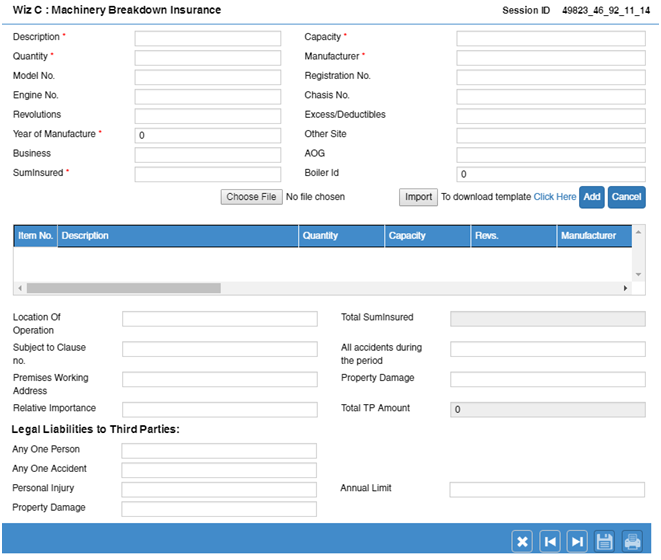 Wiz C : Machinery Breakdown Insurance Session ID 49823_46_92_11_14
Description * Capacity *
Quantity * Manufacturer *
Model No. Registration No.
Engine No. Chasis No.
Revolutions Excess/Deductibles
Year of Manufacture * 0 Other Site
Business AOG
SumInsured * Boiler Id 0
Choose File No file chosen Import To download template Click Here Add Cancel
Item No. Description Quantity Capacity Revs. Manufacturer
Location Of Operation Total SumInsured
Subject to Clause no. All accidents during the period
Premises Working Address Property Damage
Relative Importance Total TP Amount 0
Legal Liabilities to Third Parties:
Any One Person
Any One Accident
Personal Injury Annual Limit
Property Damage